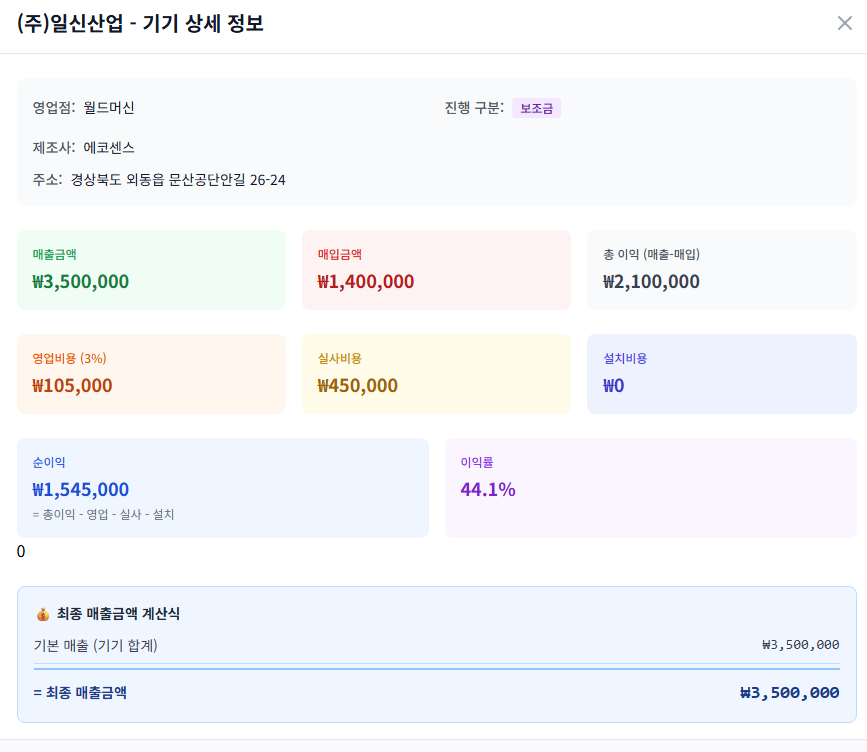 (주)일신산업 - 기기 상세 정보
영업점: 월드머신
진행 구분: 보조금
제조사: 에코센스
주소: 경상북도 외동읍 문산공단안길 26-24
매출금액
₩3,500,000
매입금액
₩1,400,000
총 이익 (매출-매입)
₩2,100,000
영업비용 (3%)
₩105,000
실사비용
₩450,000
설치비용
₩0
순이익
₩1,545,000
= 총이익 - 영업 - 실사 - 설치
이익률
44.1%
0
최종 매출금액 계산식
기본 매출 (기기 합계) ₩3,500,000
= 최종 매출금액 ₩3,500,000